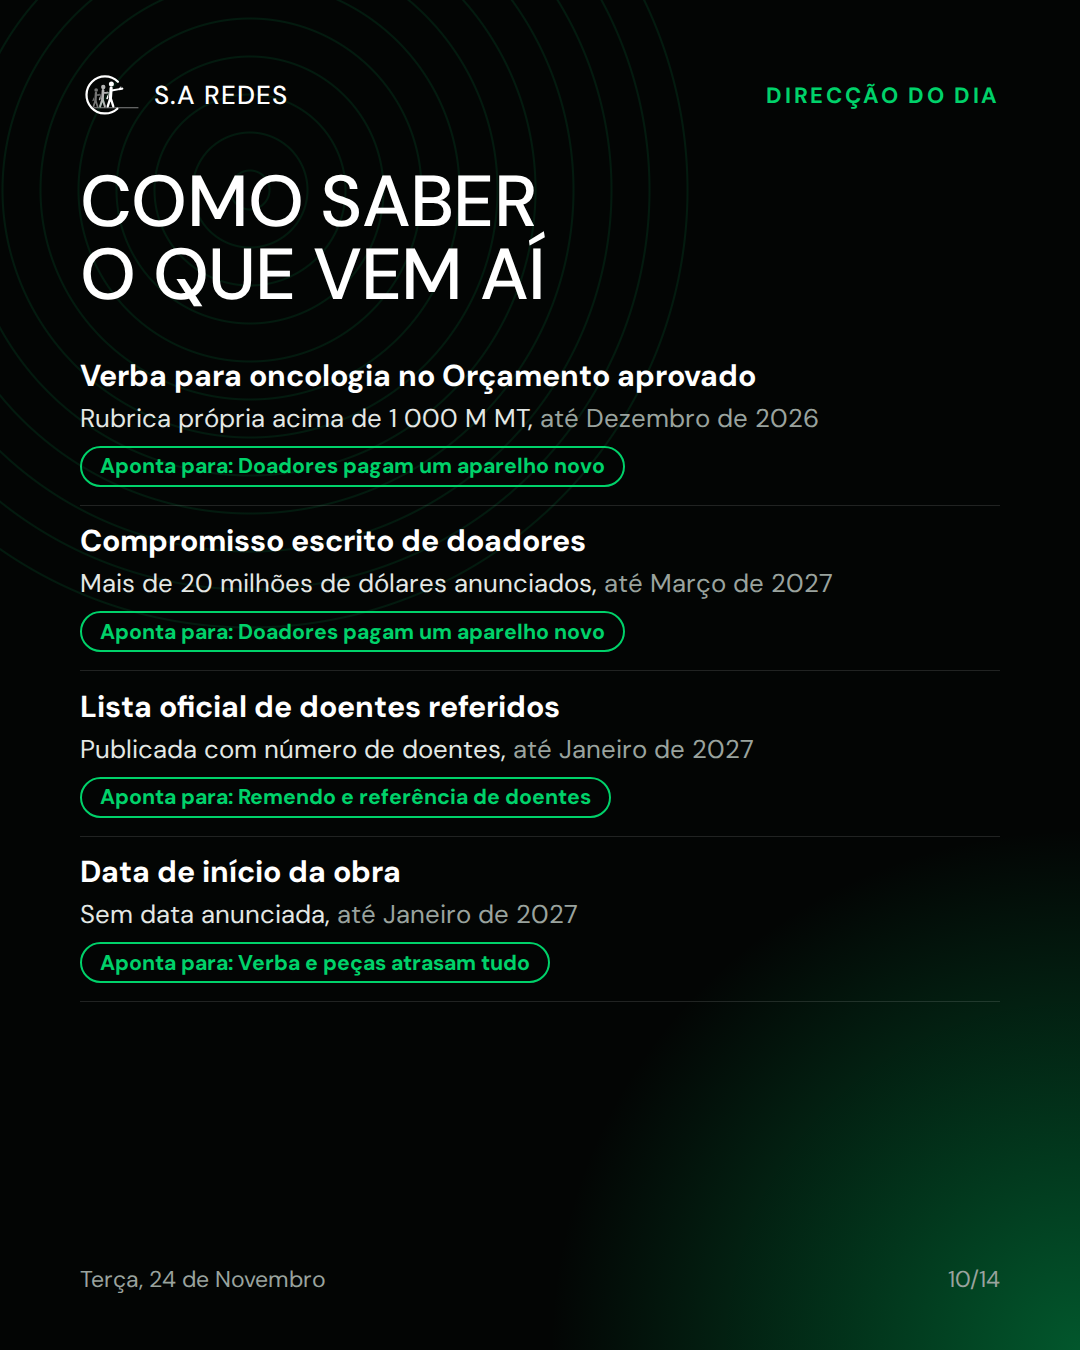 S.A REDES
DIRECÇÃO DO DIA
COMO SABER
O QUE VEM AÍ
Verba para oncologia no Orçamento aprovado
Rubrica própria acima de 1 000 M MT, até Dezembro de 2026
Aponta para: Doadores pagam um aparelho novo
Compromisso escrito de doadores
Mais de 20 milhões de dólares anunciados, até Março de 2027
Aponta para: Doadores pagam um aparelho novo
Lista oficial de doentes referidos
Publicada com número de doentes, até Janeiro de 2027
Aponta para: Remendo e referência de doentes
Data de início da obra
Sem data anunciada, até Janeiro de 2027
Aponta para: Verba e peças atrasam tudo
Terça, 24 de Novembro
10/14